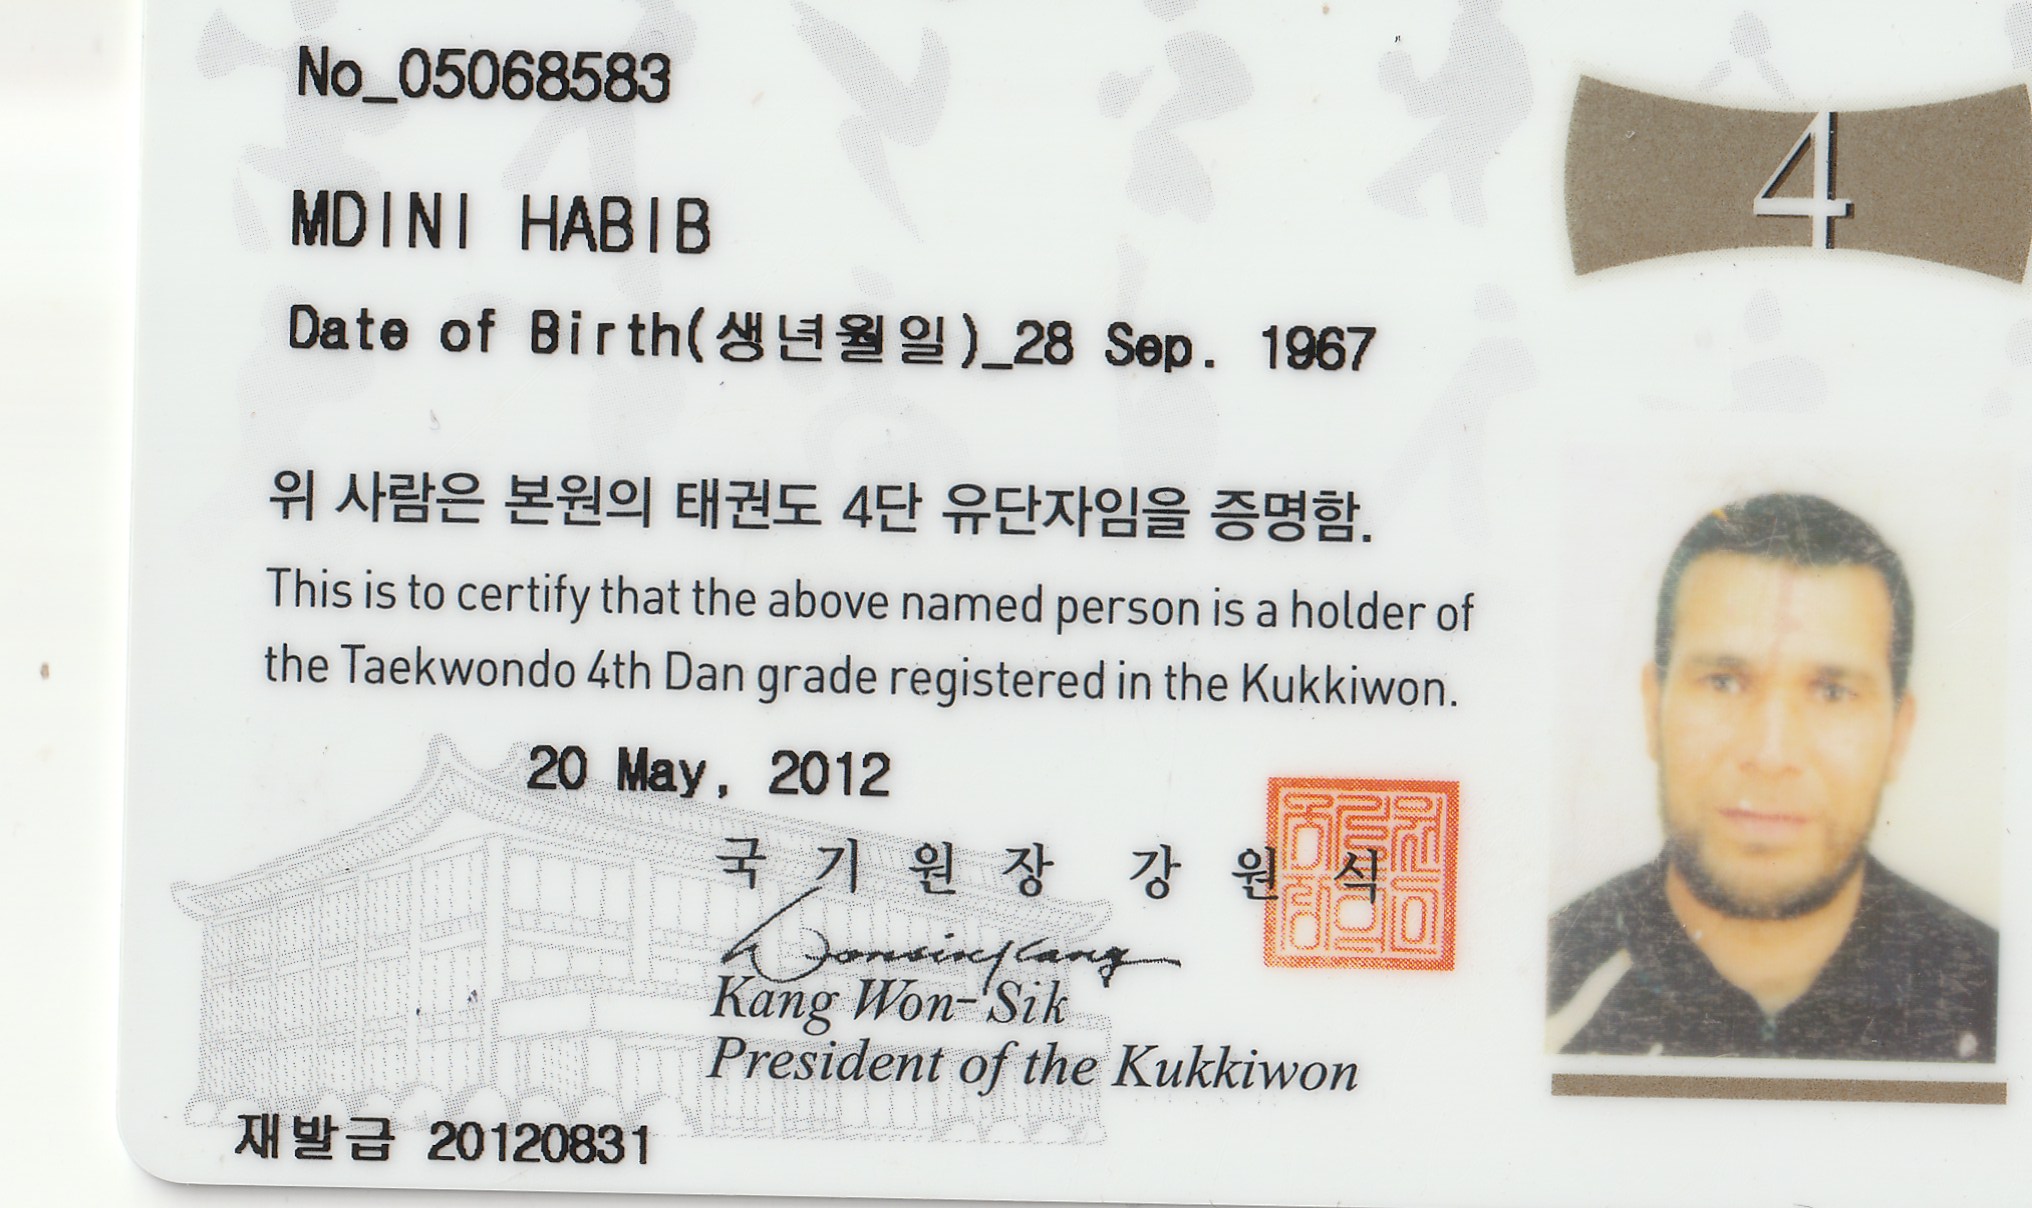 No_05068583
4
MDINI HABIB
Date of Birth(생년월일)_28 Sep. 1967
위 사람은 본원의 태권도 4단 유단자임을 증명함.
This is to certify that the above named person is a holder of
the Taekwondo 4th Dan grade registered in the Kukkiwon.
20 May, 2012
국 기 원 장 강 원 식
Kang Won-Sik
President of the Kukkiwon
재발급 20120831